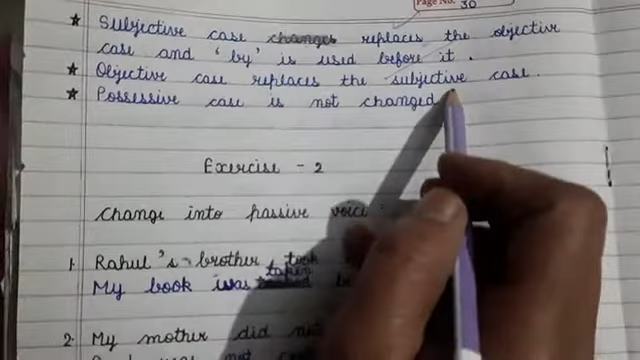 Page No. 30
★ Subjective case changes replaces the objective
case and 'by' is used before it.
★ Objective case replaces the subjective case.
★ Possessive case is not changed
Exercise - 2
Change into passive voice
1. Rahul's brother took
taken
My book was
2. My mother did not